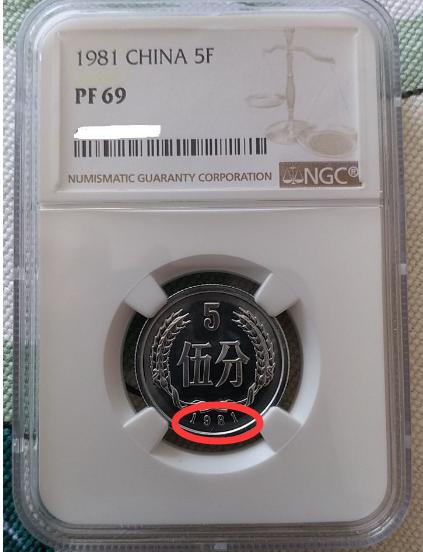 1981 CHINA 5F
PF 69
NUMISMATIC GUARANTY CORPORATION
NGC®
5
伍分
1981